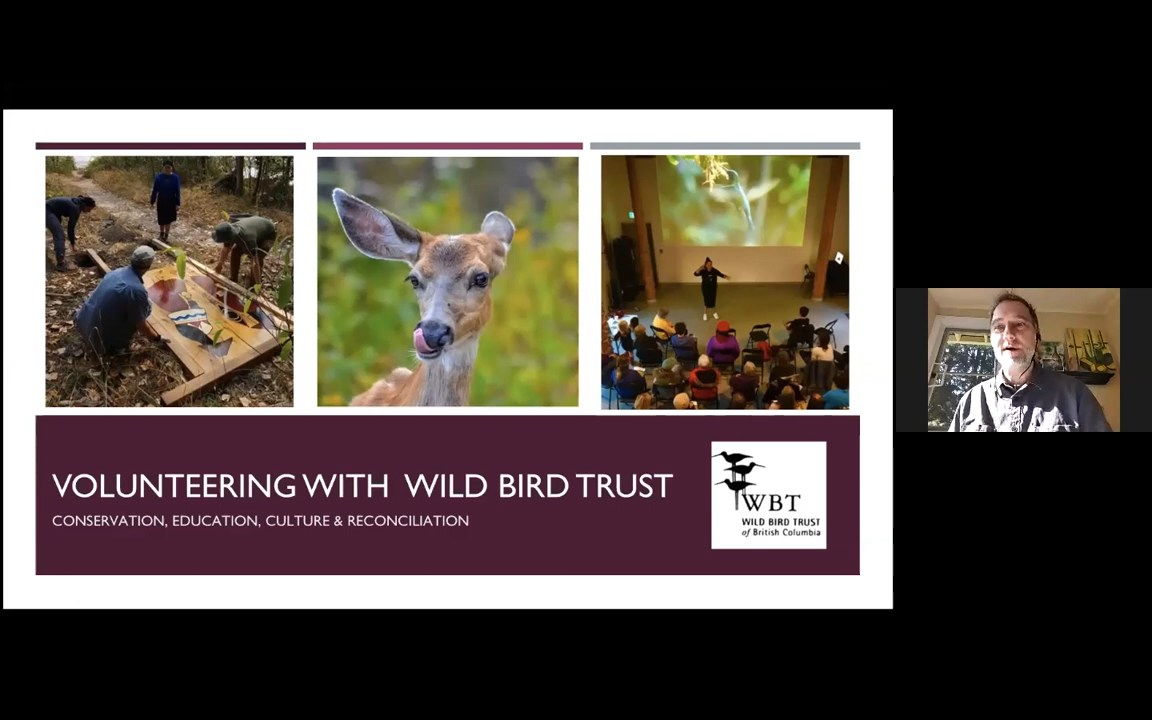 VOLUNTEERING WITH WILD BIRD TRUST
CONSERVATION, EDUCATION, CULTURE & RECONCILIATION
WBT
WILD BIRD TRUST
of British Columbia